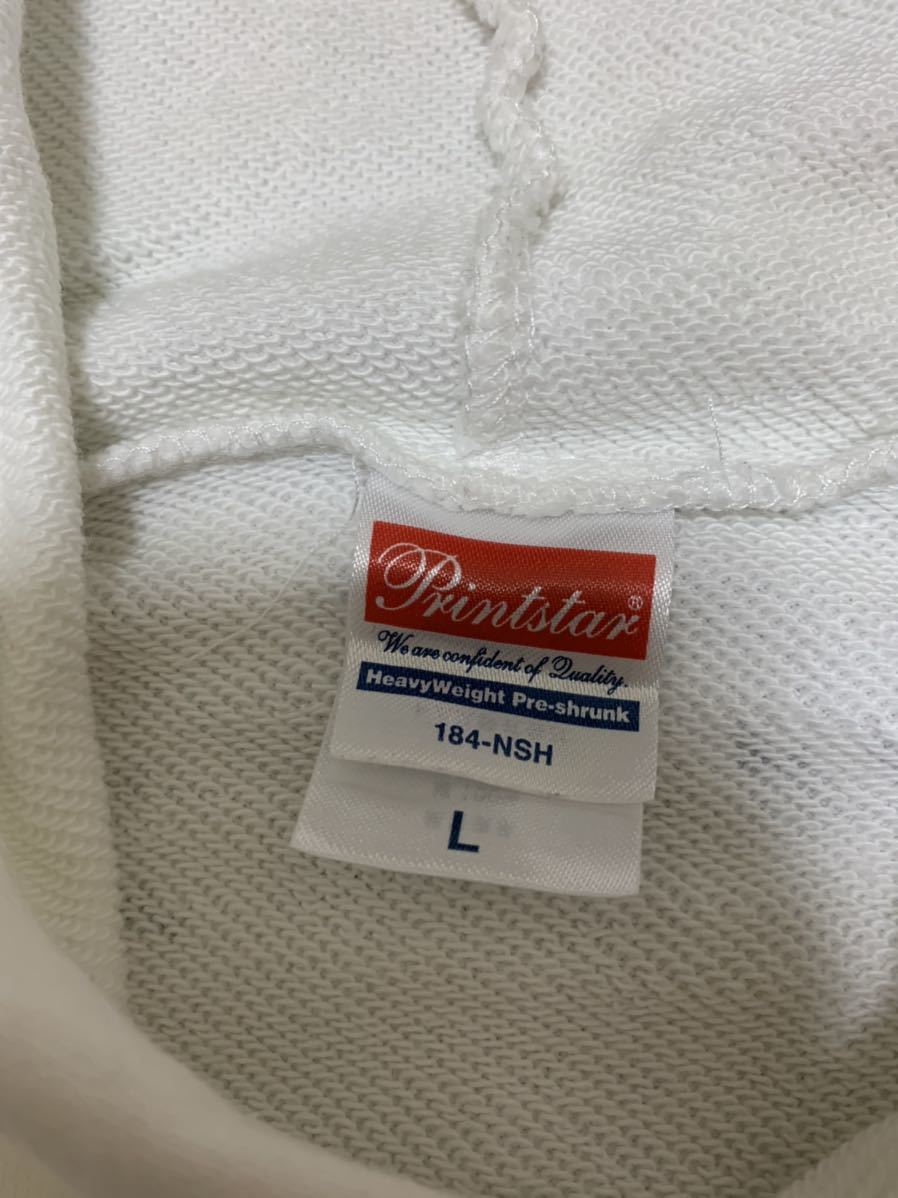 Printstar®
We are confident of Quality.
HeavyWeight Pre-shrunk
184-NSH
L